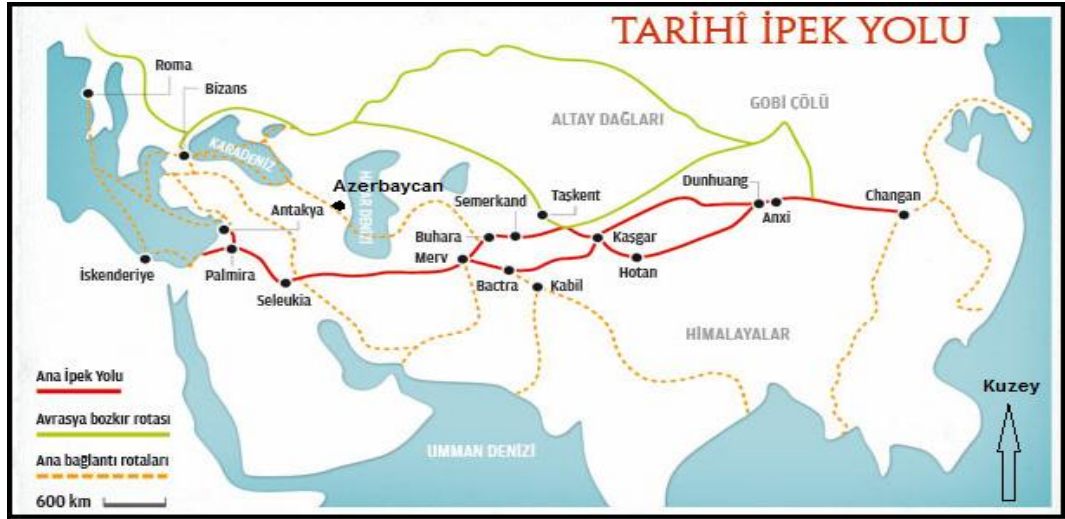 TARİHÎ İPEK YOLU
Roma
Bizans
ALTAY DAĞLARI
GOBİ ÇÖLÜ
KARADENİZ
Azerbaycan
HAZAR DENİZİ
Antakya
Semerkand
Taşkent
Dunhuang
Anxi
Changan
Buhara
Merv
Kaşgar
Hotan
İskenderiye
Palmira
Seleukia
Bactra
Kabil
HİMALAYALAR
Ana İpek Yolu
Avrasya bozkır rotası
Ana bağlantı rotaları
600 km
UMMAN DENİZİ
Kuzey